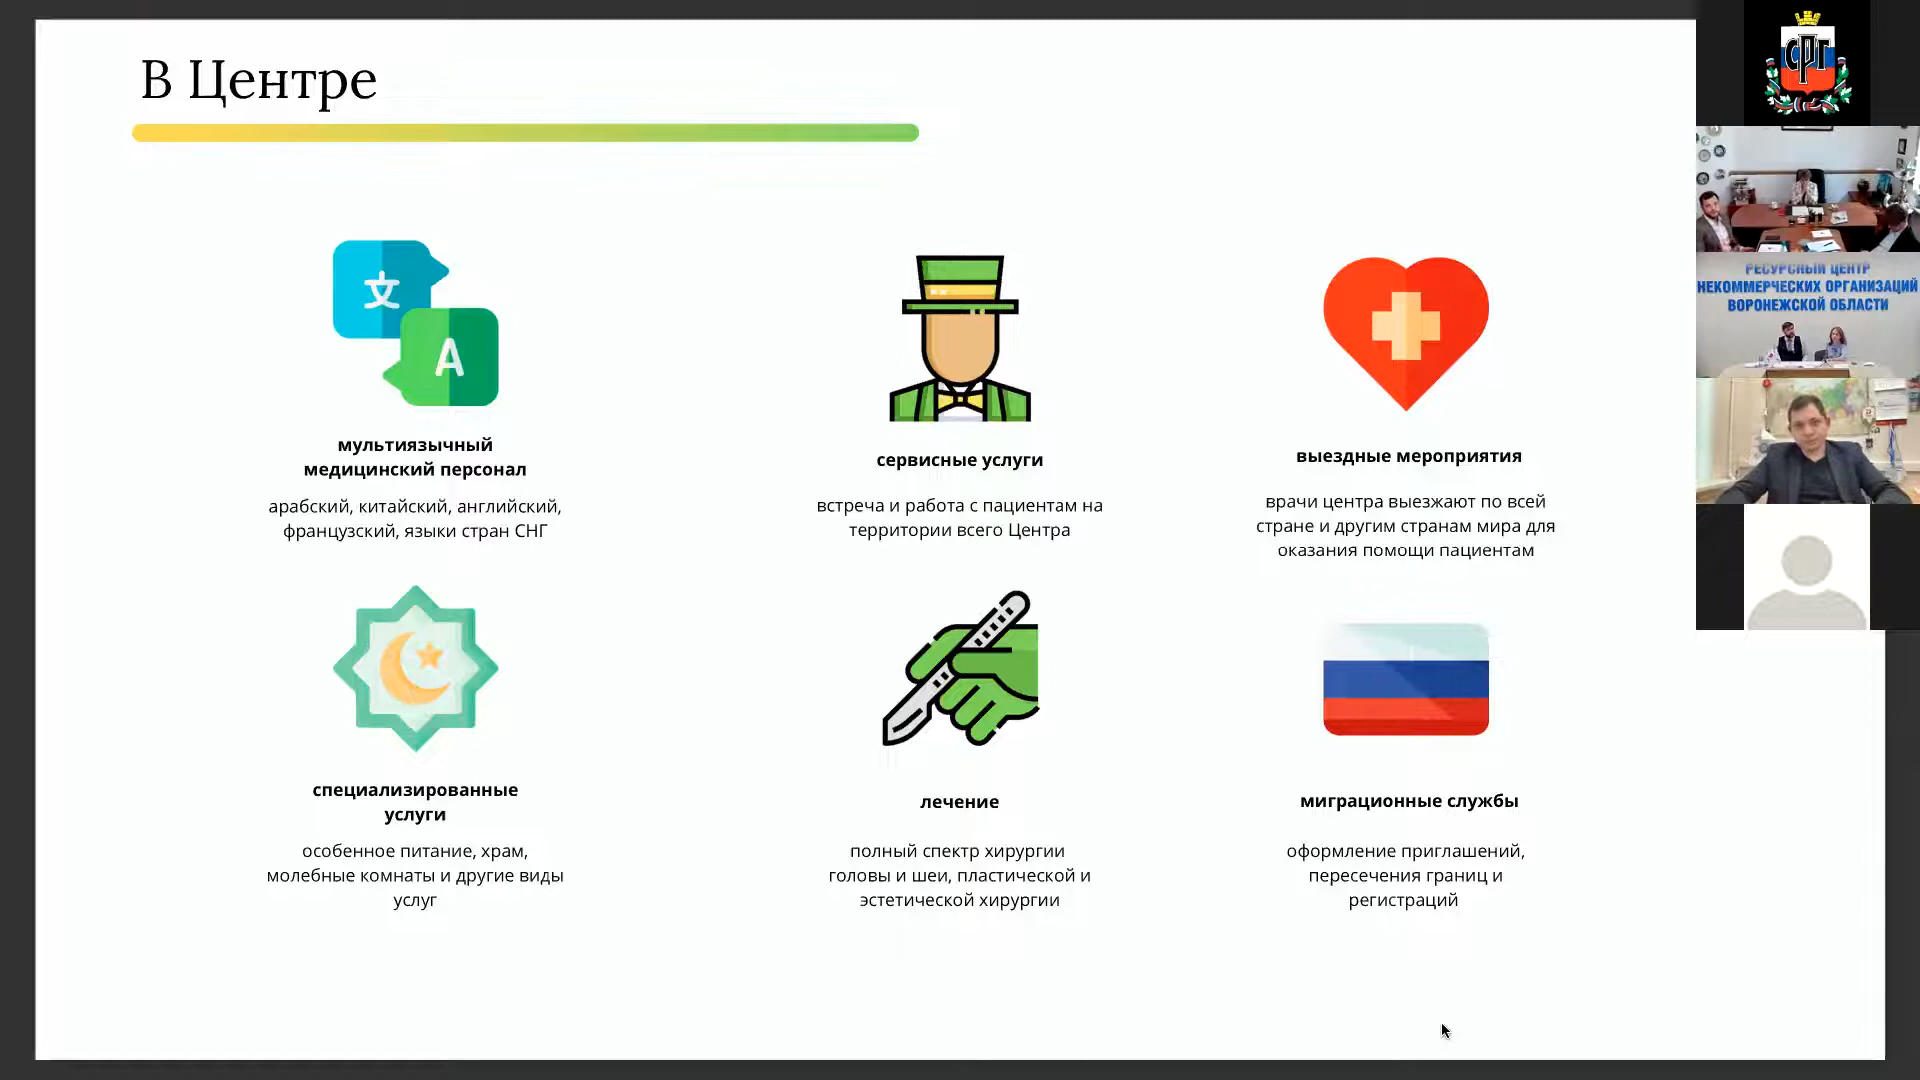 В Центре
文
A
мультиязычный
медицинский персонал
арабский, китайский, английский,
французский, языки стран СНГ
сервисные услуги
встреча и работа с пациентам на
территории всего Центра
выездные мероприятия
врачи центра выезжают по всей
стране и другим странам мира для
оказания помощи пациентам
специализированные
услуги
особенное питание, храм,
молебные комнаты и другие виды
услуг
лечение
полный спектр хирургии
головы и шеи, пластической и
эстетической хирургии
миграционные службы
оформление приглашений,
пересечения границ и
регистраций
СРГ
РЕСУРСНЫЙ ЦЕНТР
НЕКОММЕРЧЕСКИХ ОРГАНИЗАЦИЙ
ВОРОНЕЖСКОЙ ОБЛАСТИ